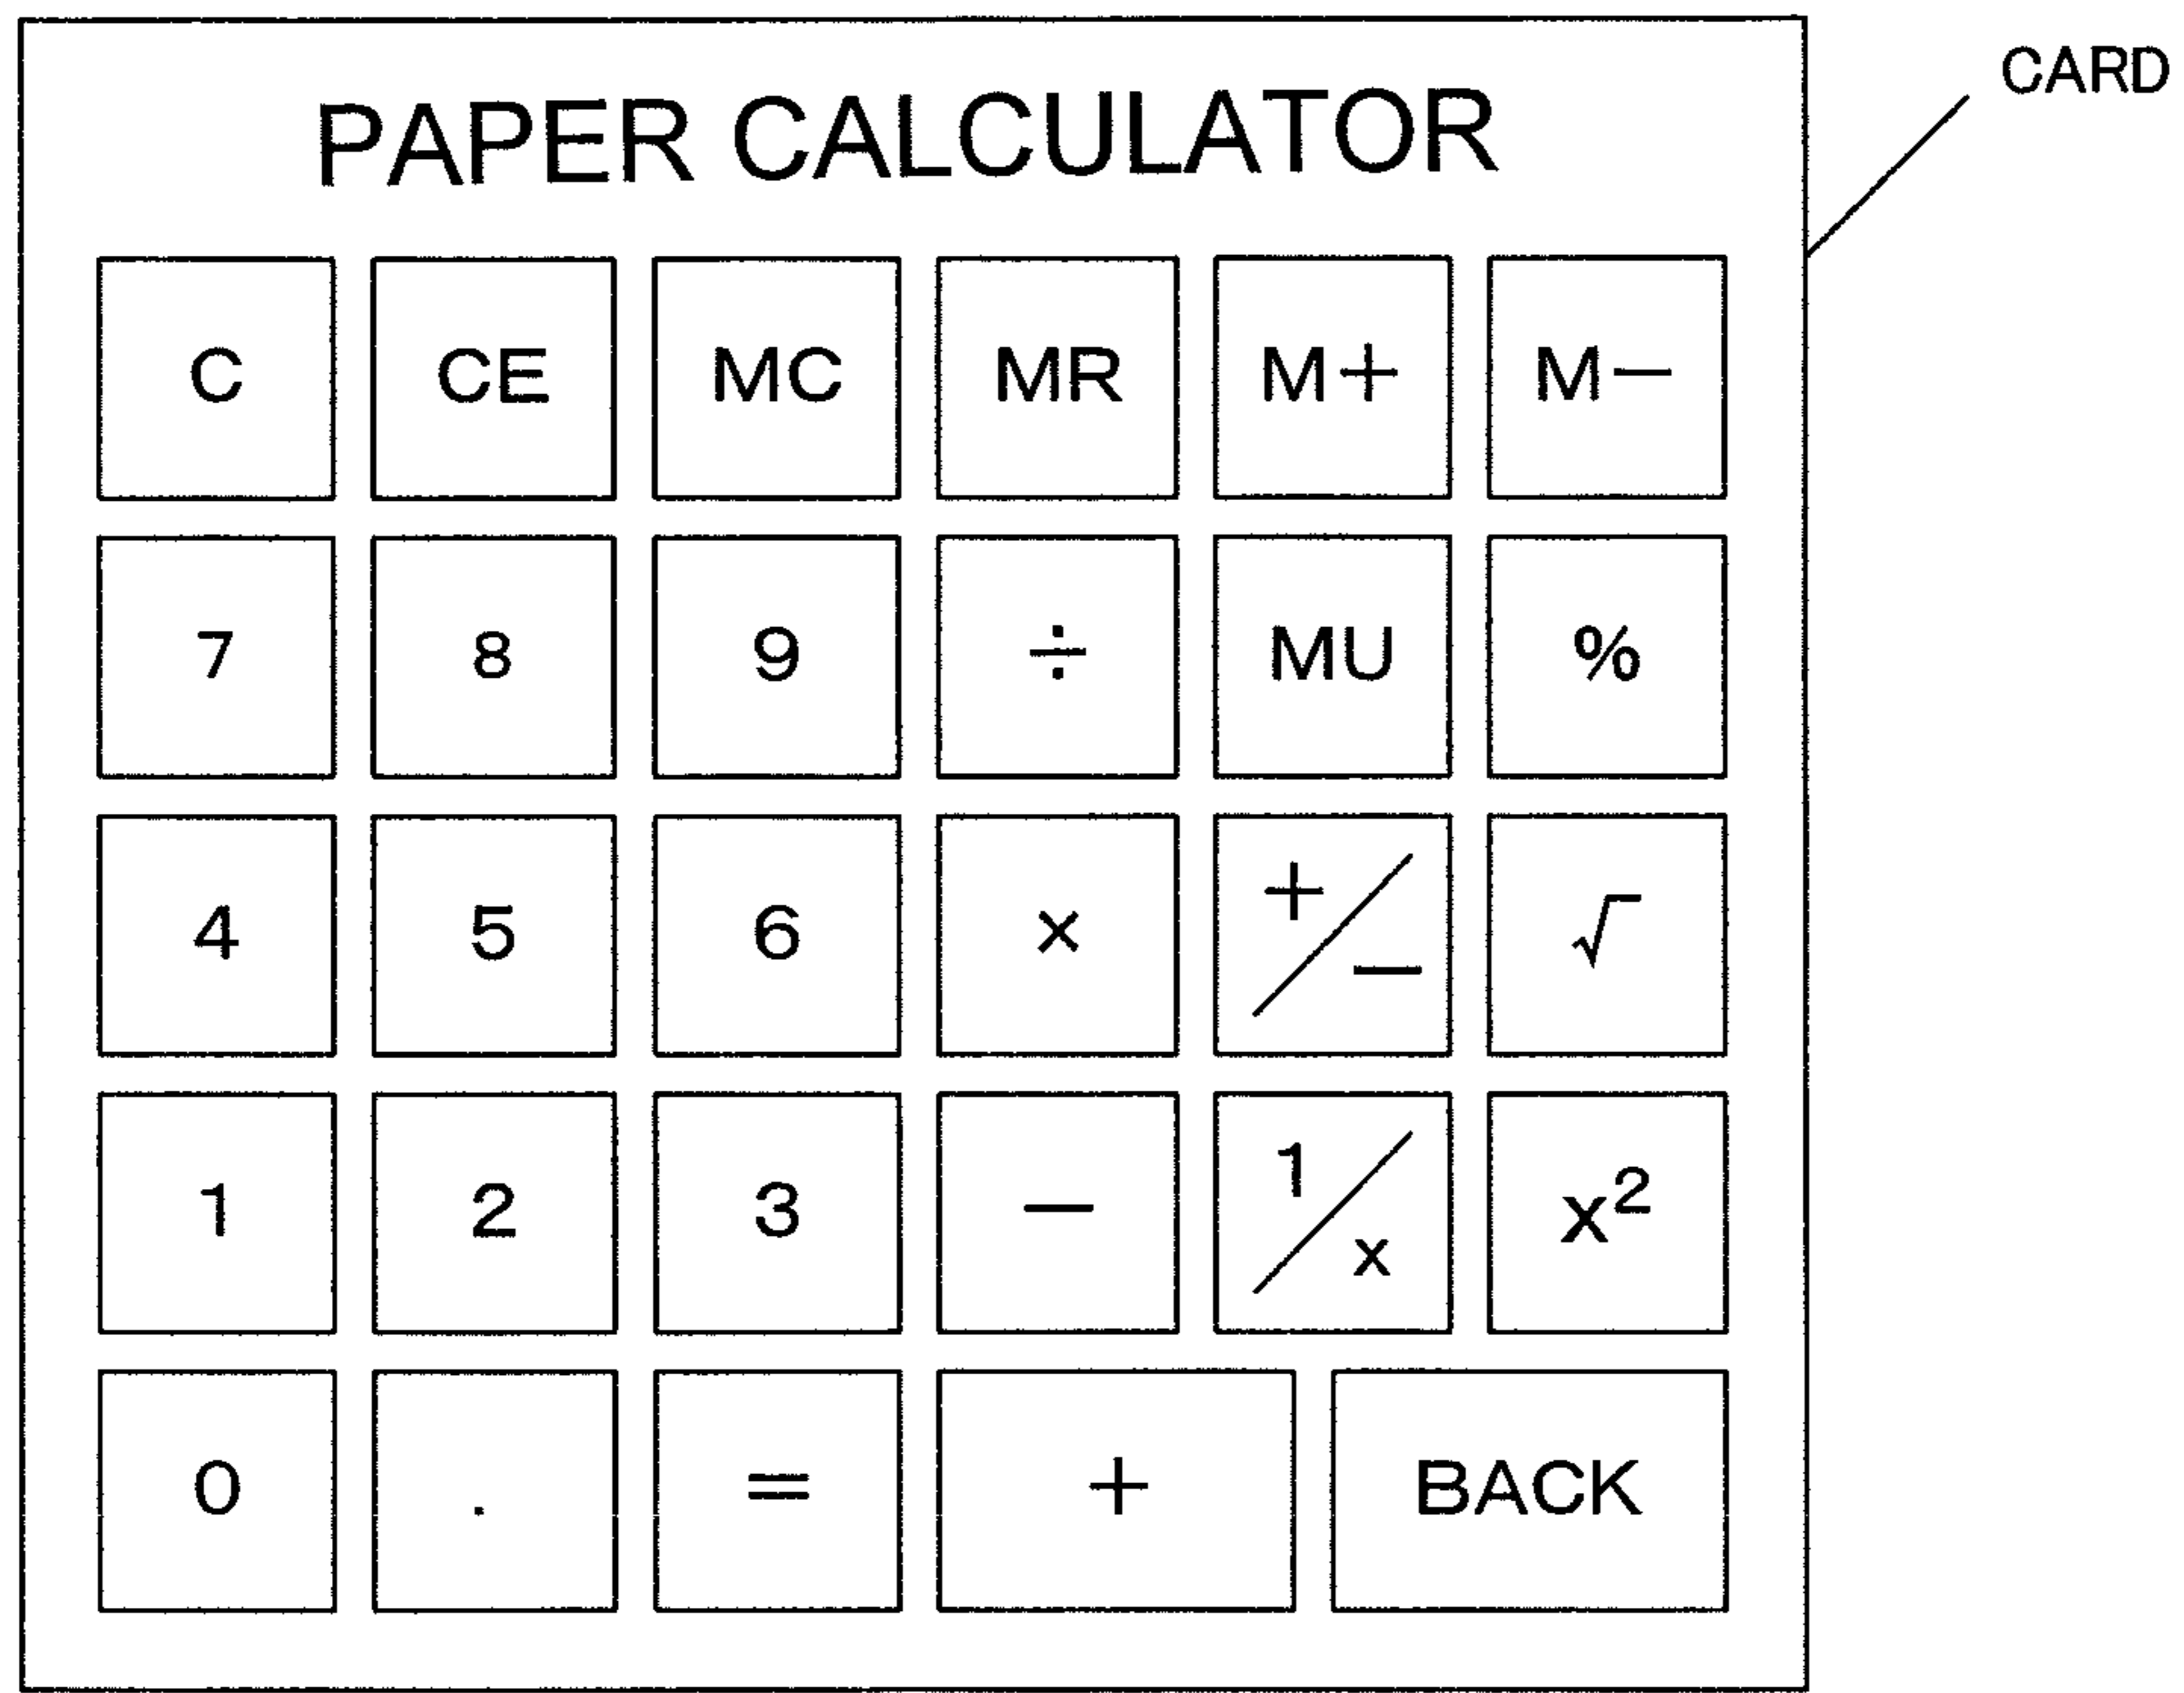 CARD
PAPER CALCULATOR
C CE MC MR M+ M−
7 8 9 ÷ MU %
4 5 6 × +/− √
1 2 3 − 1/x x²
0 . = + BACK